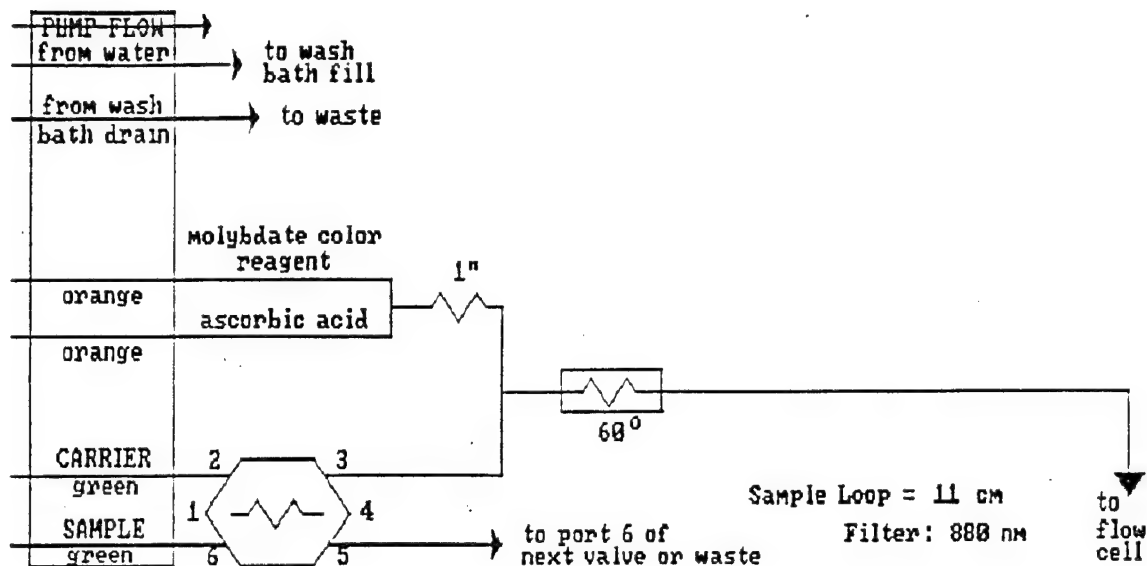 PUMP FLOW
from water
to wash
bath fill
from wash
bath drain
to waste
Molybdate color
reagent
orange
1"
ascorbic acid
orange
60°
CARRIER
green
2
3
1
4
SAMPLE
green
6
5
to port 6 of
next valve or waste
Sample Loop = 11 cm
Filter: 880 nm
to
flow
cell